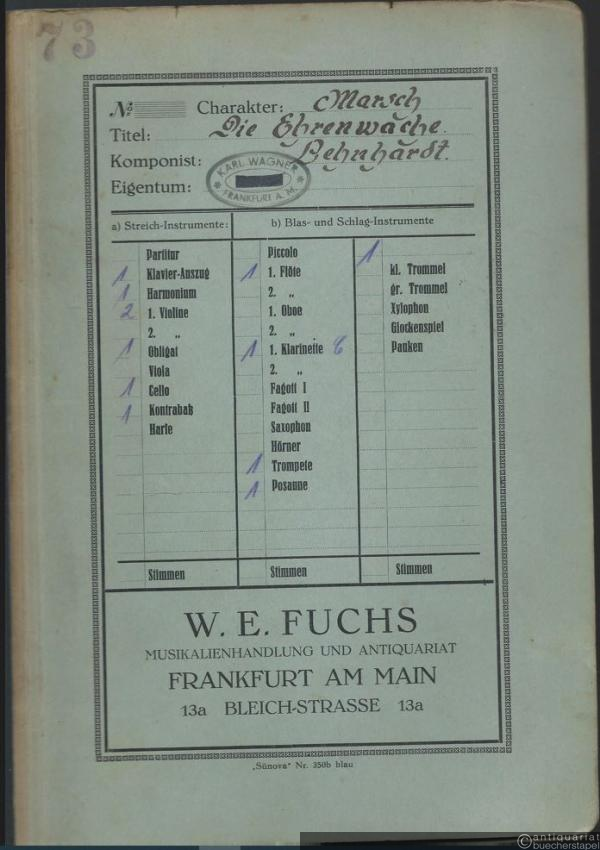 73
№ Charakter: Marsch
Titel: Die Ehrenwache.
Komponist: Lehnhardt.
Eigentum:
KARL WAGNER
FRANKFURT A. M.
a) Streich-Instrumente: b) Blas- und Schlag-Instrumente
Partitur
1 Klavier-Auszug
1 Harmonium
2 1. Violine
2. „
1 Obligat
Viola
1 Cello
1 Kontrabaß
Harfe
Stimmen
Piccolo
1 1. Flöte
2. „
1. Oboe
2. „
1 1. Klarinette
2. „
Fagott I
Fagott II
Saxophon
Hörner
1 Trompete
1 Posaune
Stimmen
1
kl. Trommel
gr. Trommel
Xylophon
Glockenspiel
Pauken
Stimmen
W. E. FUCHS
MUSIKALIENHANDLUNG UND ANTIQUARIAT
FRANKFURT AM MAIN
13a BLEICH-STRASSE 13a
„Sünova“ Nr. 350b blau
antiquariat
buecherstapel